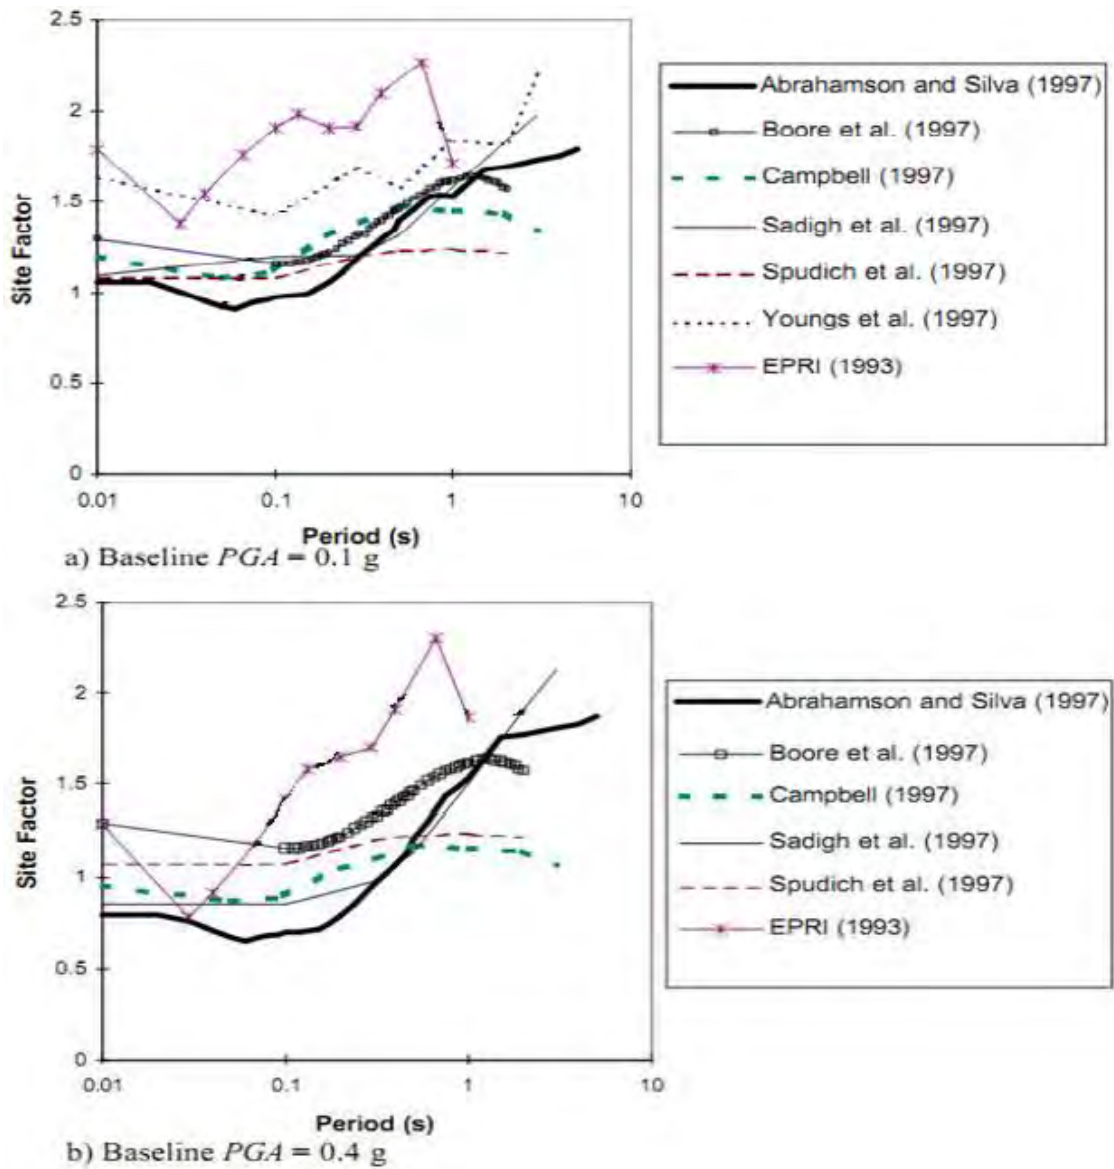 2.5
2
1.5
1
0.5
0
Site Factor
0.01 0.1 1 10
Period (s)
Abrahamson and Silva (1997)
Boore et al. (1997)
Campbell (1997)
Sadigh et al. (1997)
Spudich et al. (1997)
Youngs et al. (1997)
EPRI (1993)
a) Baseline PGA = 0.1 g
2.5
2
1.5
1
0.5
0
Site Factor
0.01 0.1 1 10
Period (s)
Abrahamson and Silva (1997)
Boore et al. (1997)
Campbell (1997)
Sadigh et al. (1997)
Spudich et al. (1997)
EPRI (1993)
b) Baseline PGA = 0.4 g